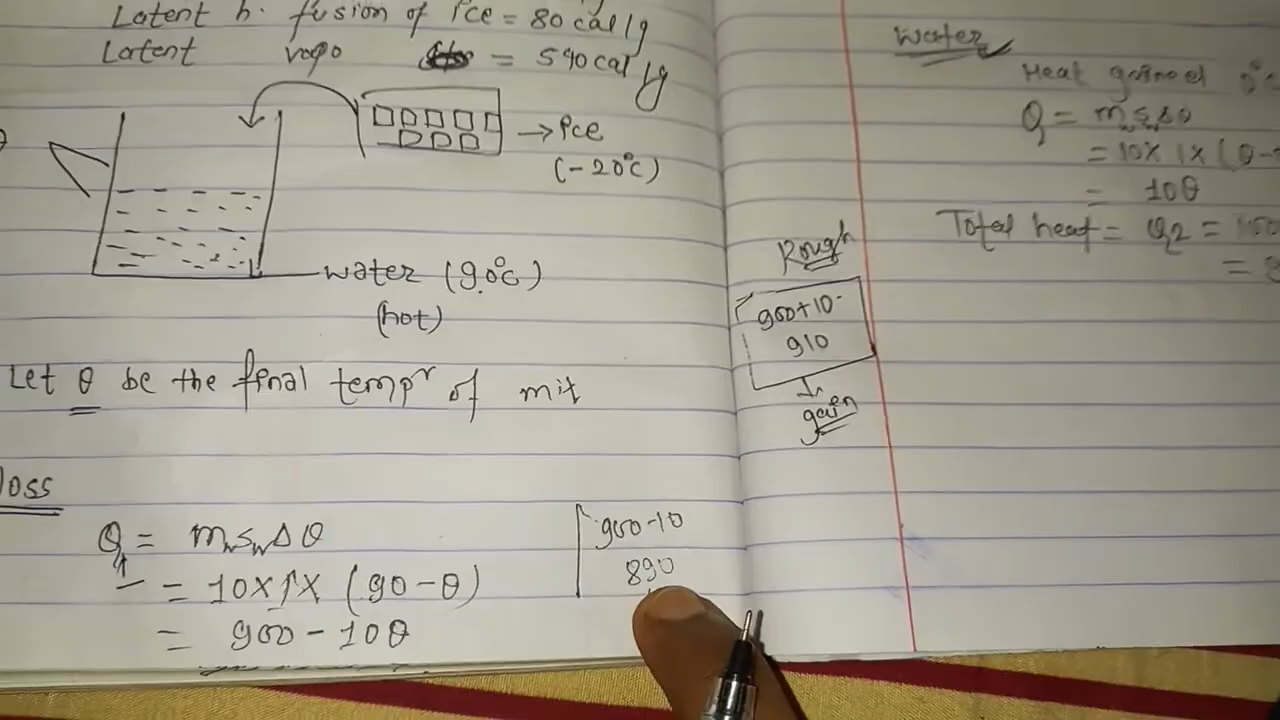 Latent h. fusion of Ice = 80 cal/g
Latent vapo = 540 cal/g
→ Ice
(-20°C)
water (90°C)
(hot)
Let θ be the final tempr of mix
loss
Q1 = mwswΔθ
= 10×1× (90-θ)
= 900 - 10θ
900-10
890
Rough
900+10
910
gain
Water
Heat gained 0°
Q = mwswΔθ
= 10×1×(θ-
= 10θ
Total heat = Q2 =
=